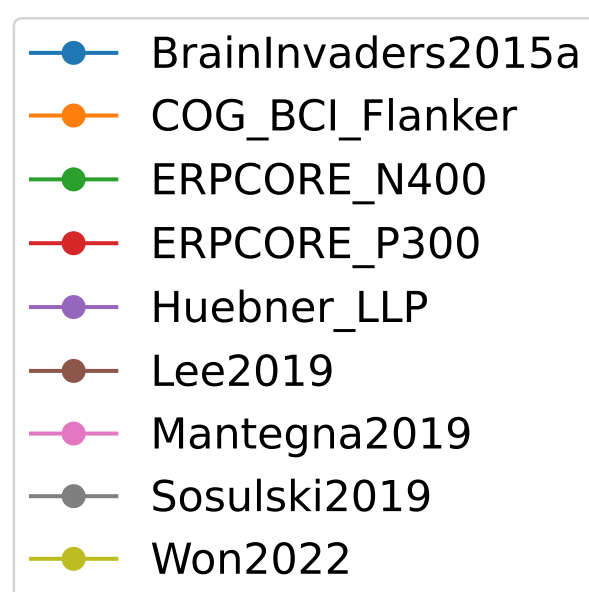 BrainInvaders2015a
COG_BCI_Flanker
ERPCORE_N400
ERPCORE_P300
Huebner_LLP
Lee2019
Mantegna2019
Sosulski2019
Won2022